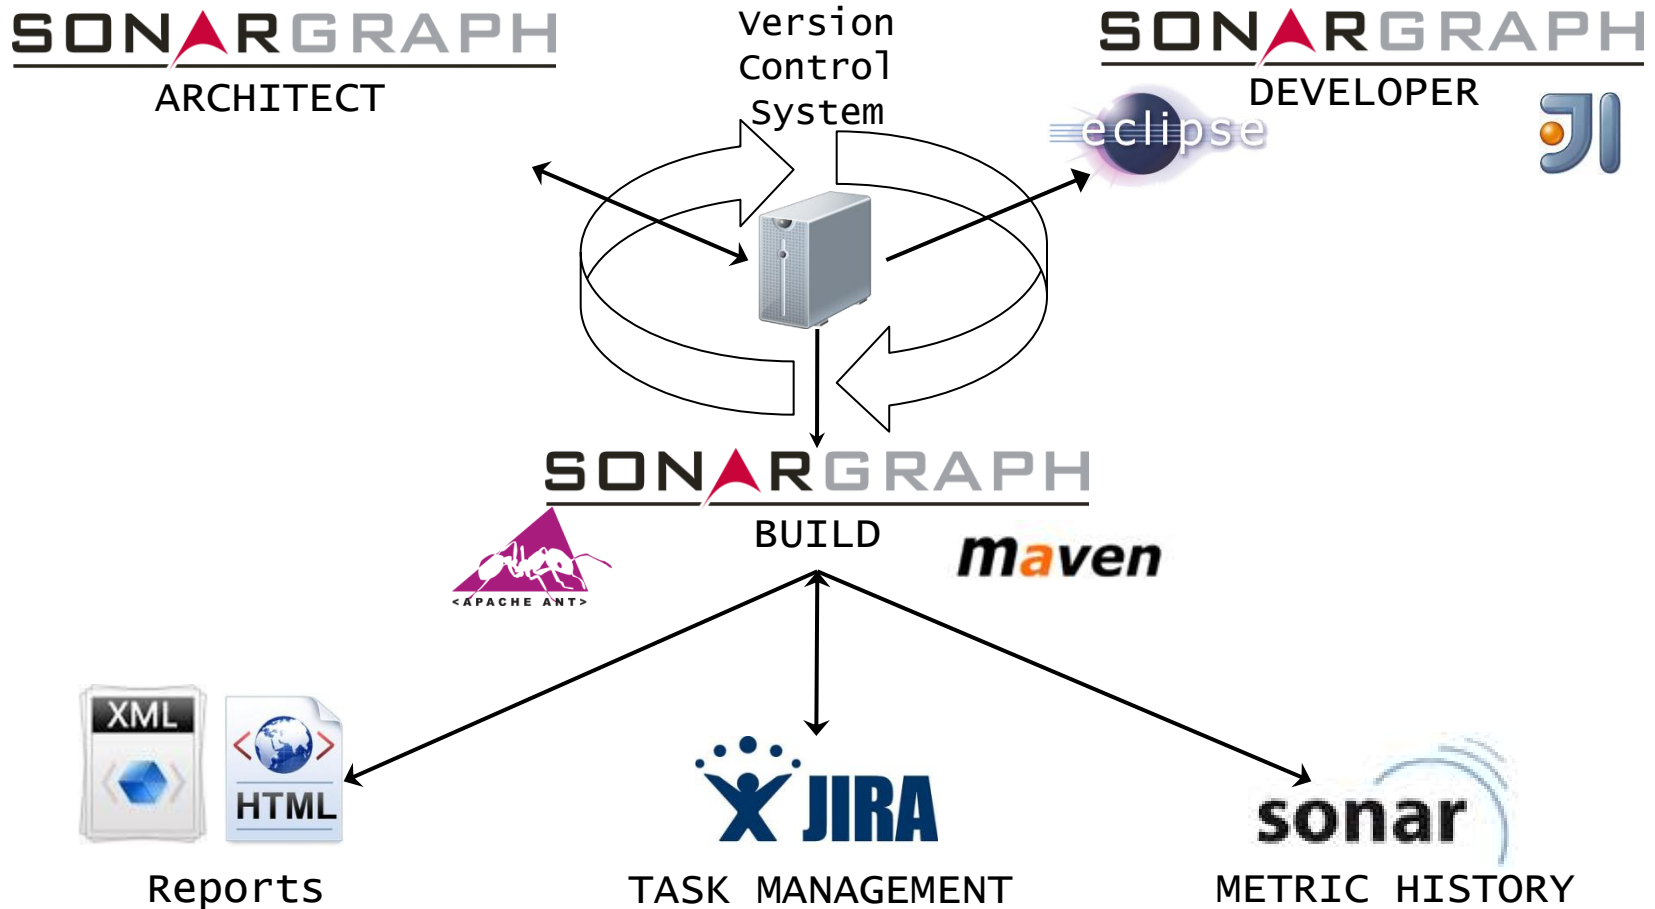 SONARGRAPH
ARCHITECT
Version
Control
System
SONARGRAPH
DEVELOPER
eclipse
JI
SONARGRAPH
BUILD
<APACHE ANT>
maven
XML
HTML
JIRA
sonar
Reports
TASK MANAGEMENT
METRIC HISTORY